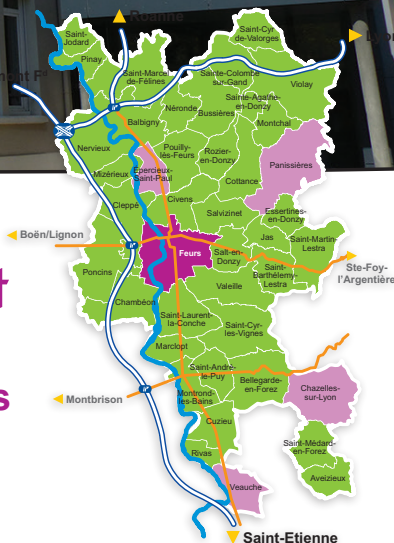 Roanne
Saint-
Jodard
Pinay
Saint-Cyr
de-Valorges
Saint-Marcel
de-Félines
Sainte-Colombe
sur-Gand
Violay
Sainte-Agathe
en-Donzy
Néronde
Bussières
Balbigny
Montchal
Nervieux
Pouilly-
lès-Feurs
Rozier-
en-Donzy
Panissières
Mizérieux
Epercieux-
Saint-Paul
Cottance
Cleppé
Civens
Salvizinet
Essertines-
en-Donzy
Boën/Lignon
Feurs
Salt-en-
Donzy
Jas
Saint-Martin-
Lestra
Saint-
Barthélemy-
Lestra
Ste-Foy-
l'Argentière
Poncins
Valeille
Chambéon
Saint-Laurent-
la-Conche
Saint-Cyr-
les-Vignes
Marclopt
Saint-André-
le-Puy
Bellegarde-
en-Forez
Chazelles-
sur-Lyon
Montbrison
Montrond-
les-Bains
Cuzieu
Saint-Médard-
en-Forez
Rivas
Aveizieux
Veauche
Saint-Etienne